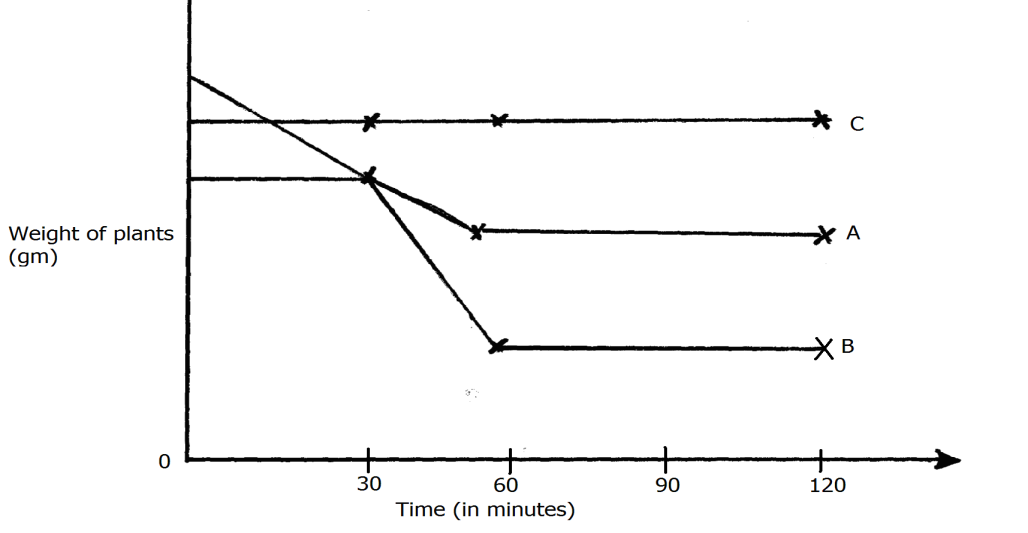 C
Weight of plants
(gm)
A
B
0
30
60
90
120
Time (in minutes)